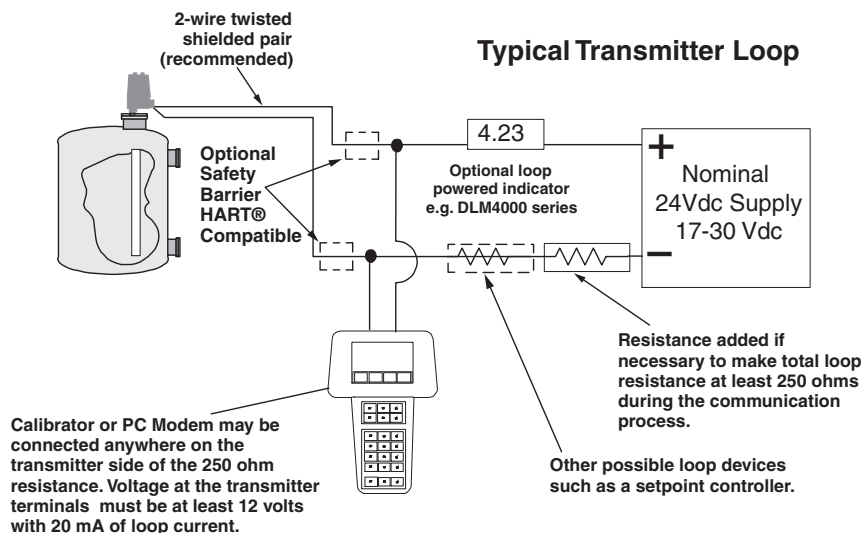 2-wire twisted
shielded pair
(recommended)
Typical Transmitter Loop
Optional
Safety
Barrier
HART®
Compatible
4.23
Optional loop
powered indicator
e.g. DLM4000 series
+
Nominal
24Vdc Supply
17-30 Vdc
−
Resistance added if
necessary to make total loop
resistance at least 250 ohms
during the communication
process.
Calibrator or PC Modem may be
connected anywhere on the
transmitter side of the 250 ohm
resistance. Voltage at the transmitter
terminals must be at least 12 volts
with 20 mA of loop current.
Other possible loop devices
such as a setpoint controller.